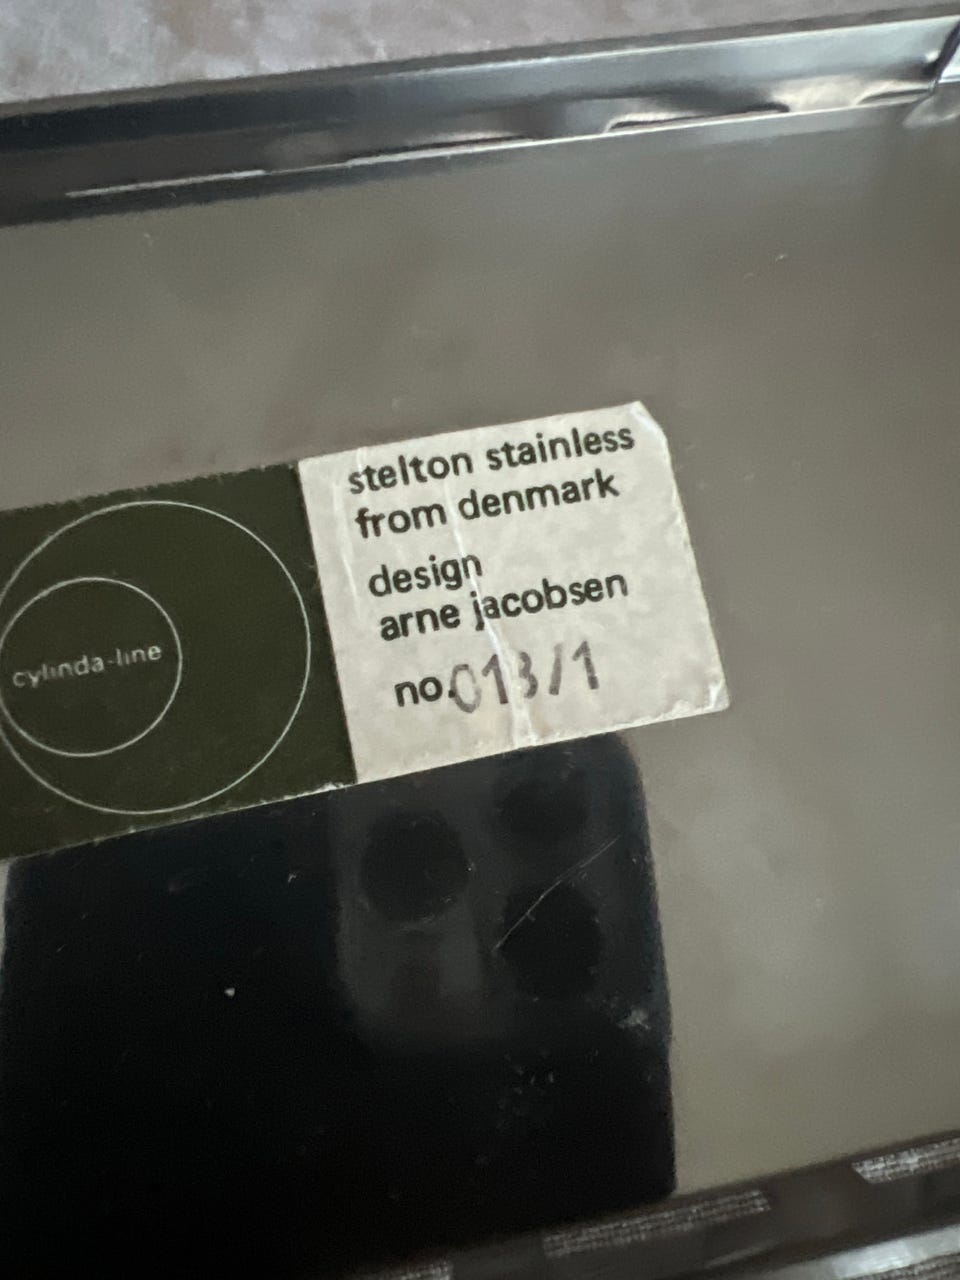 cylinda-line
stelton stainless
from denmark
design
arne jacobsen
no. 013/1